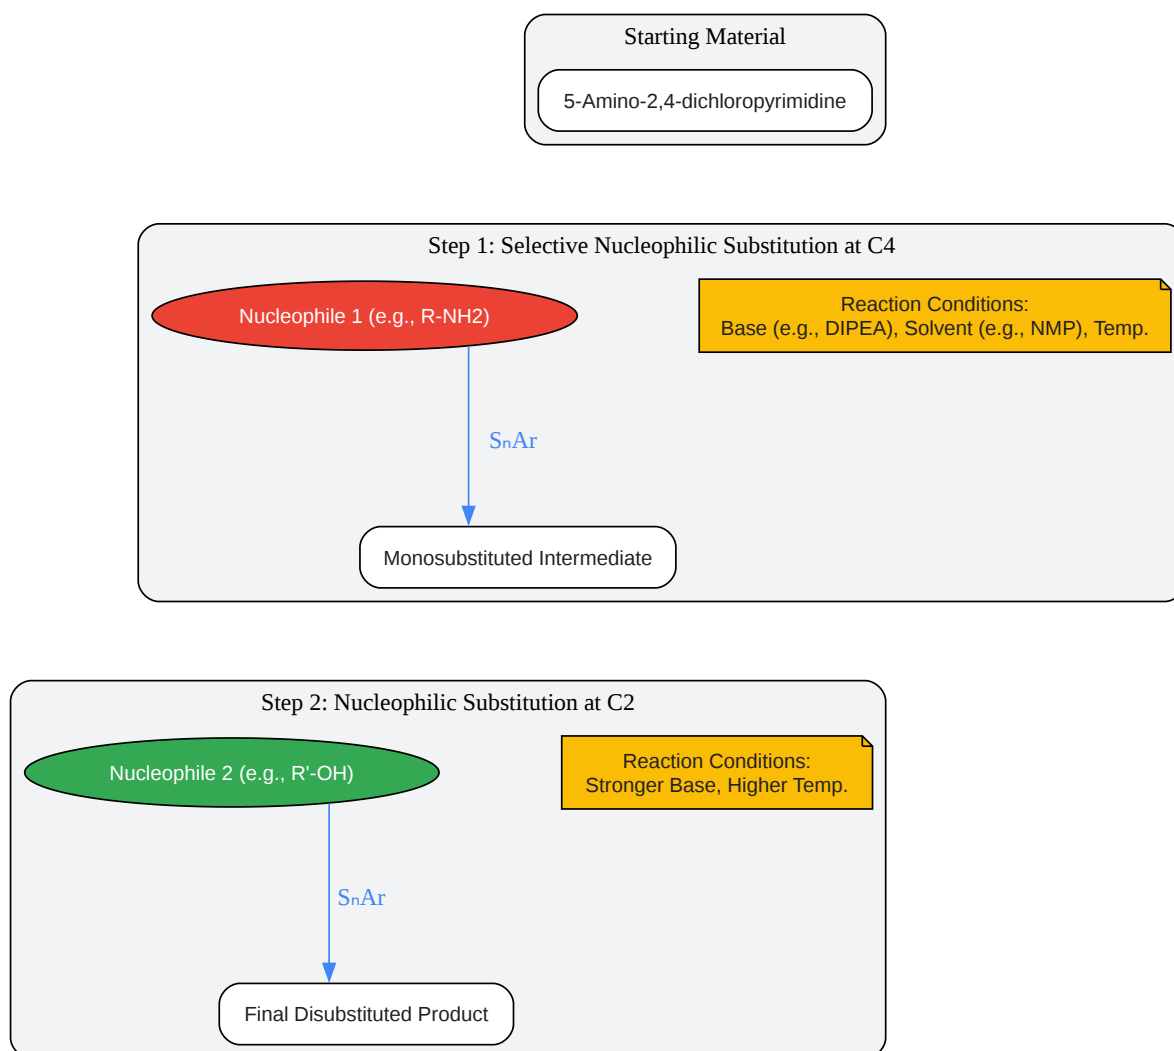 Starting Material
5-Amino-2,4-dichloropyrimidine
Step 1: Selective Nucleophilic Substitution at C4
Nucleophile 1 (e.g., R-NH2)
Reaction Conditions:
Base (e.g., DIPEA), Solvent (e.g., NMP), Temp.
SₙAr
Monosubstituted Intermediate
Step 2: Nucleophilic Substitution at C2
Nucleophile 2 (e.g., R'-OH)
Reaction Conditions:
Stronger Base, Higher Temp.
SₙAr
Final Disubstituted Product